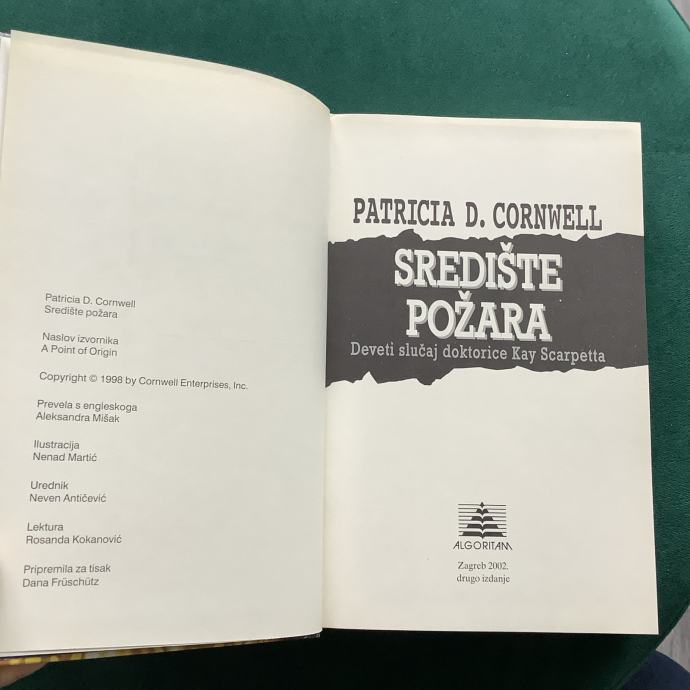 Patricia D. Cornwell
Središte požara
Naslov izvornika
A Point of Origin
Copyright © 1998 by Cornwell Enterprises, Inc.
Prevela s engleskoga
Aleksandra Mišak
Ilustracija
Nenad Martić
Urednik
Neven Antičević
Lektura
Rosanda Kokanović
Pripremila za tisak
Dana Früschütz
PATRICIA D. CORNWELL
SREDIŠTE
POŽARA
Deveti slučaj doktorice Kay Scarpetta
ALGORITAM
Zagreb 2002.
drugo izdanje